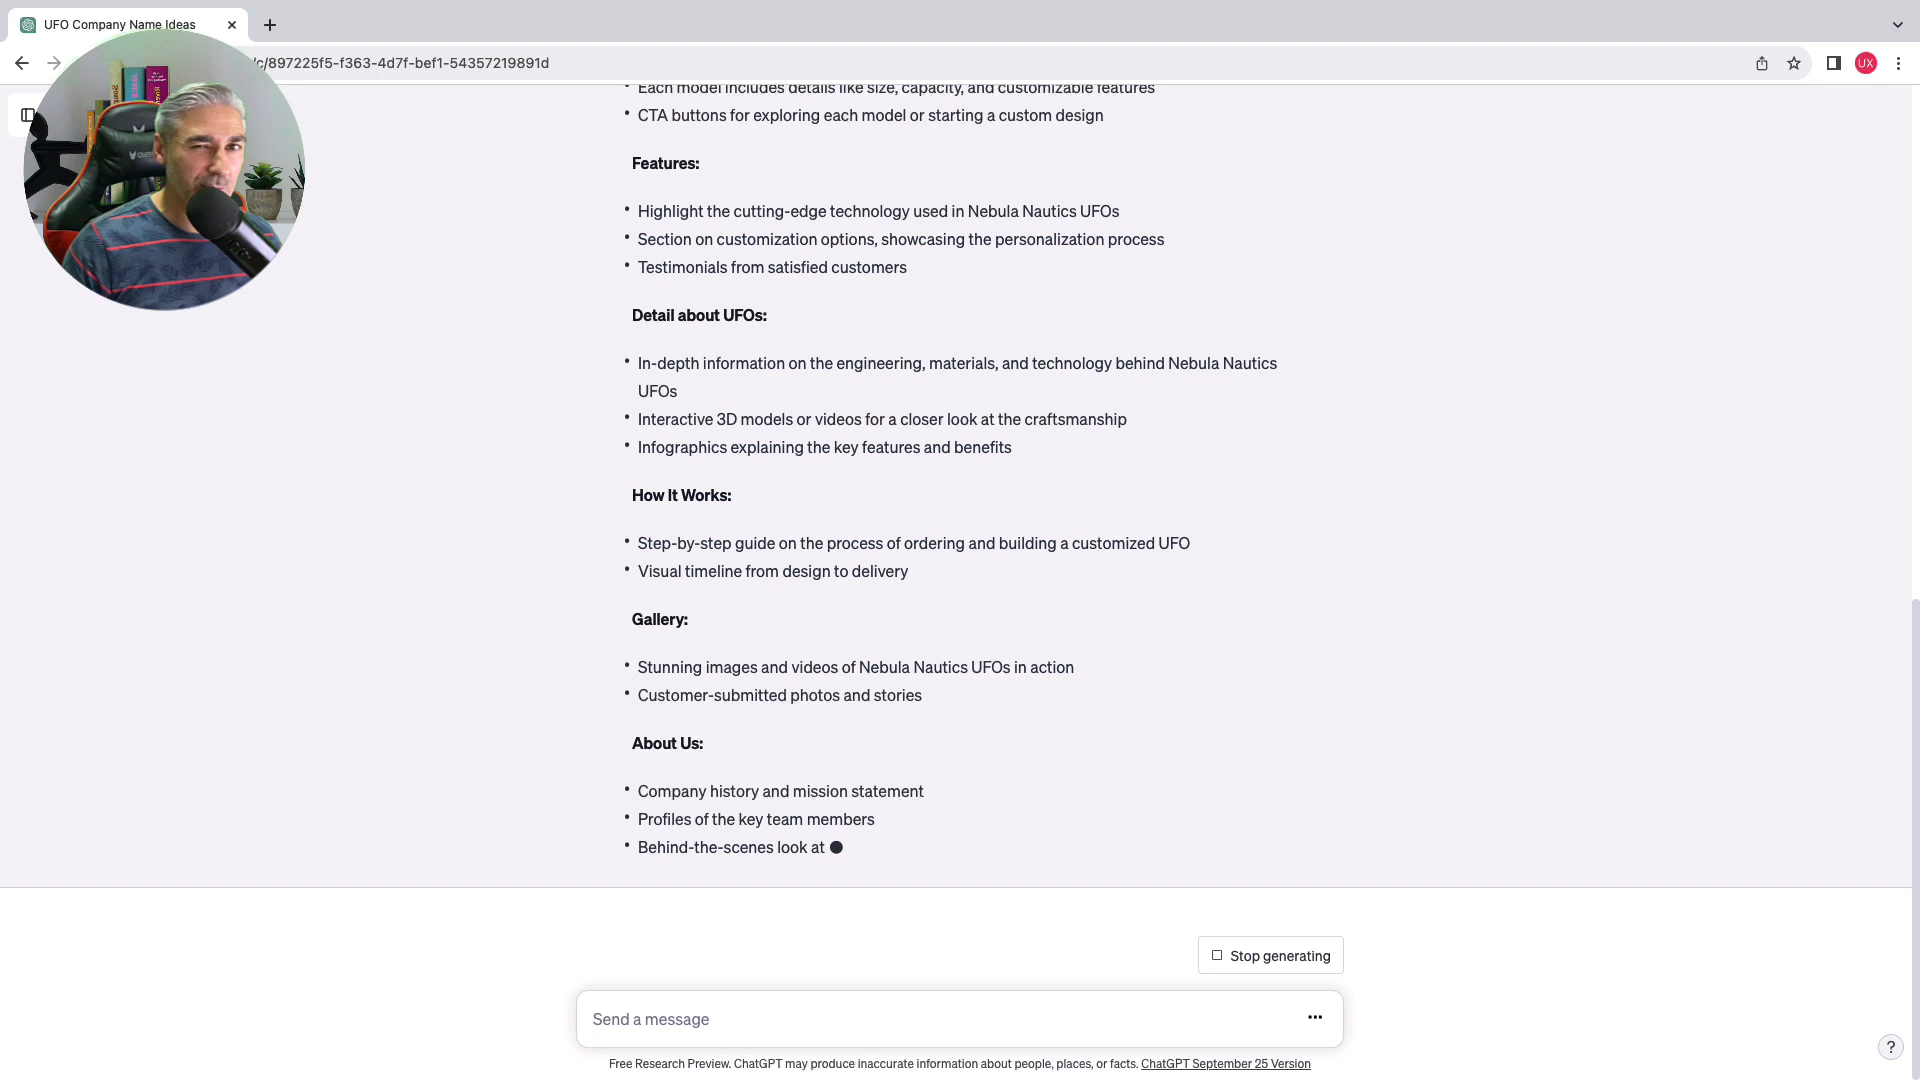 UFO Company Name Ideas
/c/897225f5-f363-4d7f-bef1-54357219891d
UX
• Each model includes details like size, capacity, and customizable features
• CTA buttons for exploring each model or starting a custom design
Features:
• Highlight the cutting-edge technology used in Nebula Nautics UFOs
• Section on customization options, showcasing the personalization process
• Testimonials from satisfied customers
Detail about UFOs:
• In-depth information on the engineering, materials, and technology behind Nebula Nautics
UFOs
• Interactive 3D models or videos for a closer look at the craftsmanship
• Infographics explaining the key features and benefits
How It Works:
• Step-by-step guide on the process of ordering and building a customized UFO
• Visual timeline from design to delivery
Gallery:
• Stunning images and videos of Nebula Nautics UFOs in action
• Customer-submitted photos and stories
About Us:
• Company history and mission statement
• Profiles of the key team members
• Behind-the-scenes look at
Stop generating
Send a message
Free Research Preview. ChatGPT may produce inaccurate information about people, places, or facts. ChatGPT September 25 Version
?